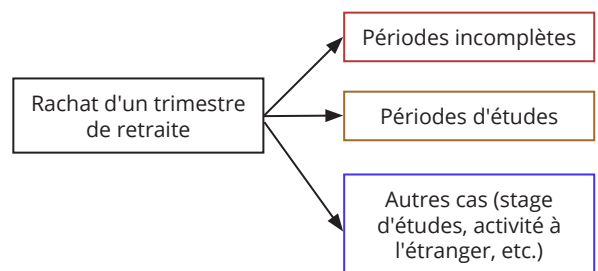 Rachat d'un trimestre
de retraite
Périodes incomplètes
Périodes d'études
Autres cas (stage
d'études, activité à
l'étranger, etc.)